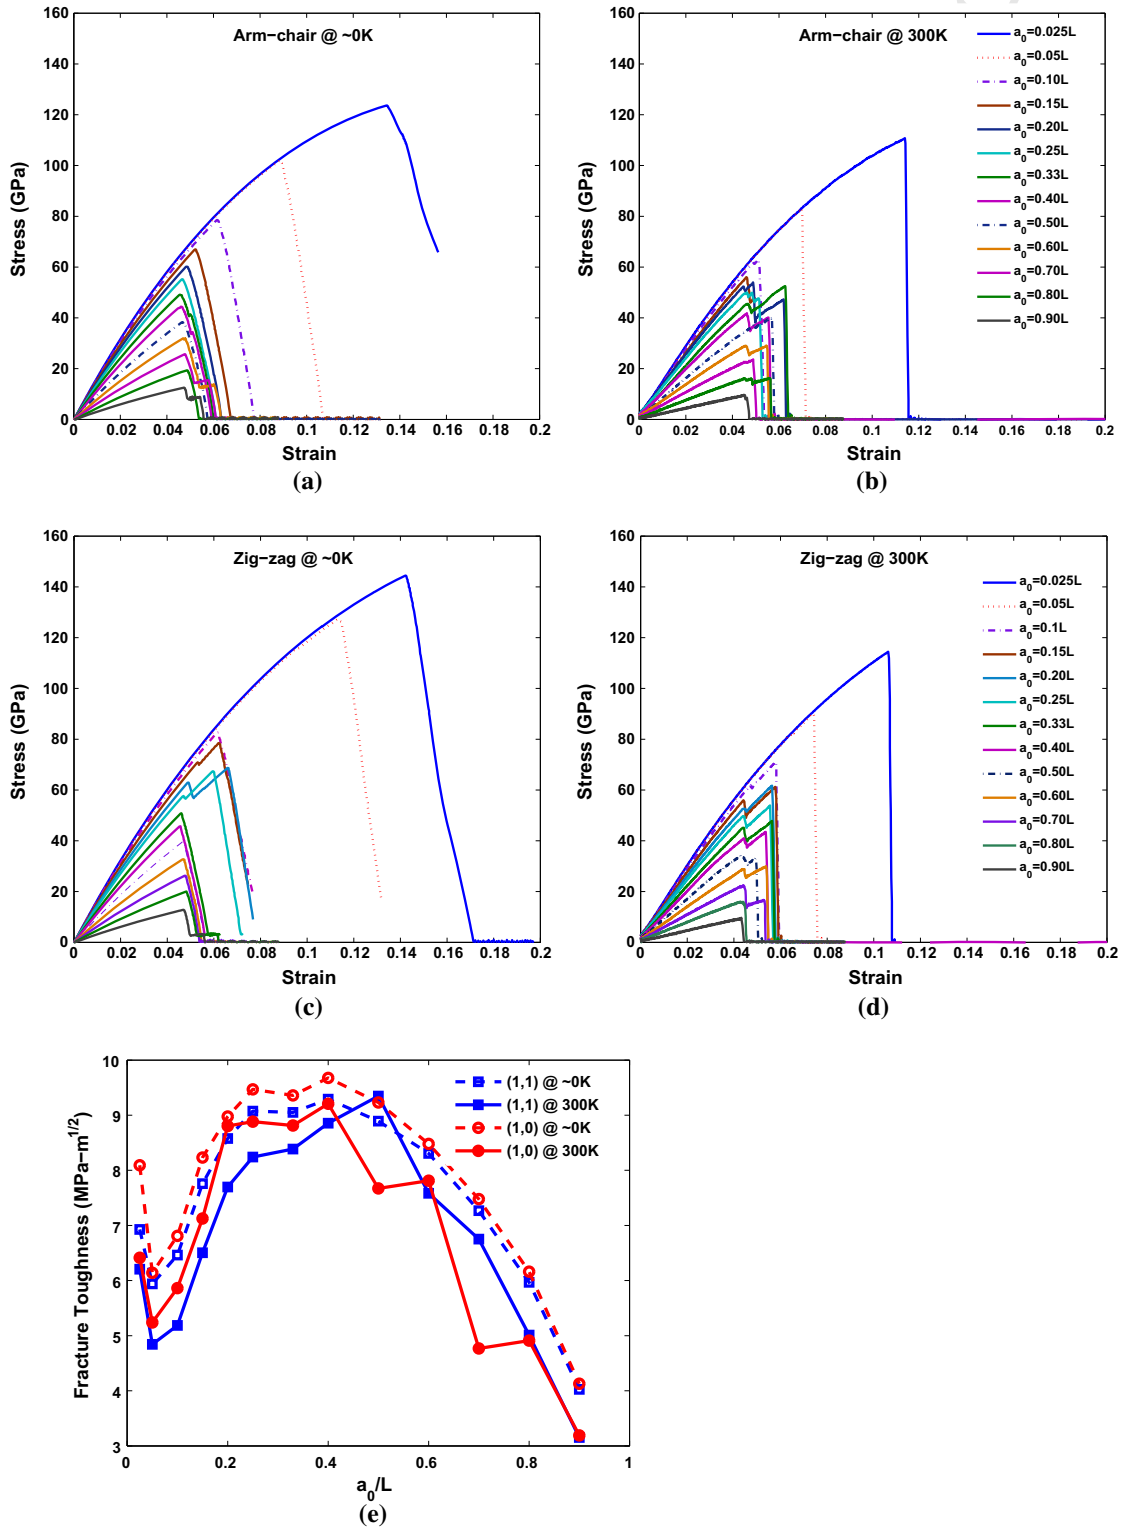 160
140
120
100
80
60
40
20
0
Arm−chair @ ~0K
Stress (GPa)
0 0.02 0.04 0.06 0.08 0.1 0.12 0.14 0.16 0.18 0.2
Strain
(a)
160
140
120
100
80
60
40
20
0
Arm−chair @ 300K
a0=0.025L
a0=0.05L
a0=0.10L
a0=0.15L
a0=0.20L
a0=0.25L
a0=0.33L
a0=0.40L
a0=0.50L
a0=0.60L
a0=0.70L
a0=0.80L
a0=0.90L
Stress (GPa)
0 0.02 0.04 0.06 0.08 0.1 0.12 0.14 0.16 0.18 0.2
Strain
(b)
160
140
120
100
80
60
40
20
0
Zig−zag @ ~0K
Stress (GPa)
0 0.02 0.04 0.06 0.08 0.1 0.12 0.14 0.16 0.18 0.2
Strain
(c)
160
140
120
100
80
60
40
20
0
Zig−zag @ 300K
a0=0.025L
a0=0.05L
a0=0.1L
a0=0.15L
a0=0.20L
a0=0.25L
a0=0.33L
a0=0.40L
a0=0.50L
a0=0.60L
a0=0.70L
a0=0.80L
a0=0.90L
Stress (GPa)
0 0.02 0.04 0.06 0.08 0.1 0.12 0.14 0.16 0.18 0.2
Strain
(d)
10
9
8
7
6
5
4
3
(1,1) @ ~0K
(1,1) @ 300K
(1,0) @ ~0K
(1,0) @ 300K
Fracture Toughness (MPa−m1/2)
0 0.2 0.4 0.6 0.8 1
a0/L
(e)